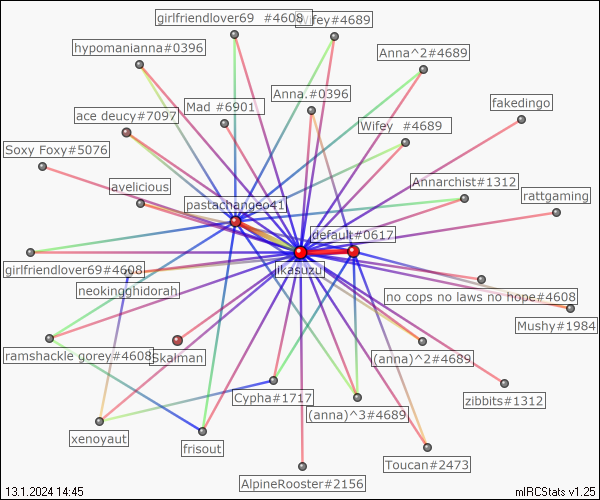 girlfriendlover69 #4608
Wifey#4689
hypomanianna#0396
Anna^2#4689
Anna.#0396
Mad #6901
fakedingo
ace deucy#7097
Wifey #4689
Soxy Foxy#5076
avelicious
Annarchist#1312
rattgaming
pastachangeo41
default#0617
girlfriendlover69#4608
ikasuzu
neokingghidorah
no cops no laws no hope#4608
Mushy#1984
ramshackle gorey#4608
Skalman
(anna)^2#4689
Cypha#1717
zibbits#1312
(anna)^3#4689
xenoyaut
frisout
Toucan#2473
AlpineRooster#2156
13.1.2024 14:45
mIRCStats v1.25